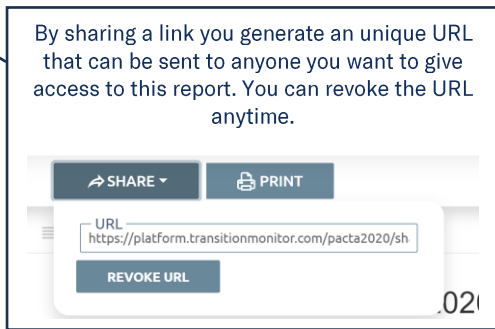 By sharing a link you generate an unique URL
that can be sent to anyone you want to give
access to this report. You can revoke the URL
anytime.
SHARE
PRINT
URL
https://platform.transitionmonitor.com/pacta2020/sh
REVOKE URL